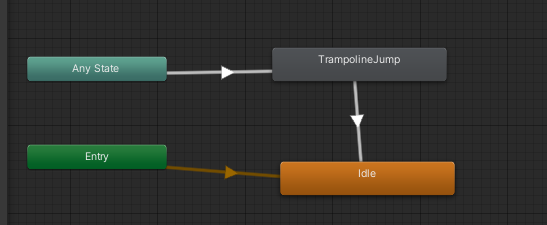 Any State
TrampolineJump
Entry
Idle